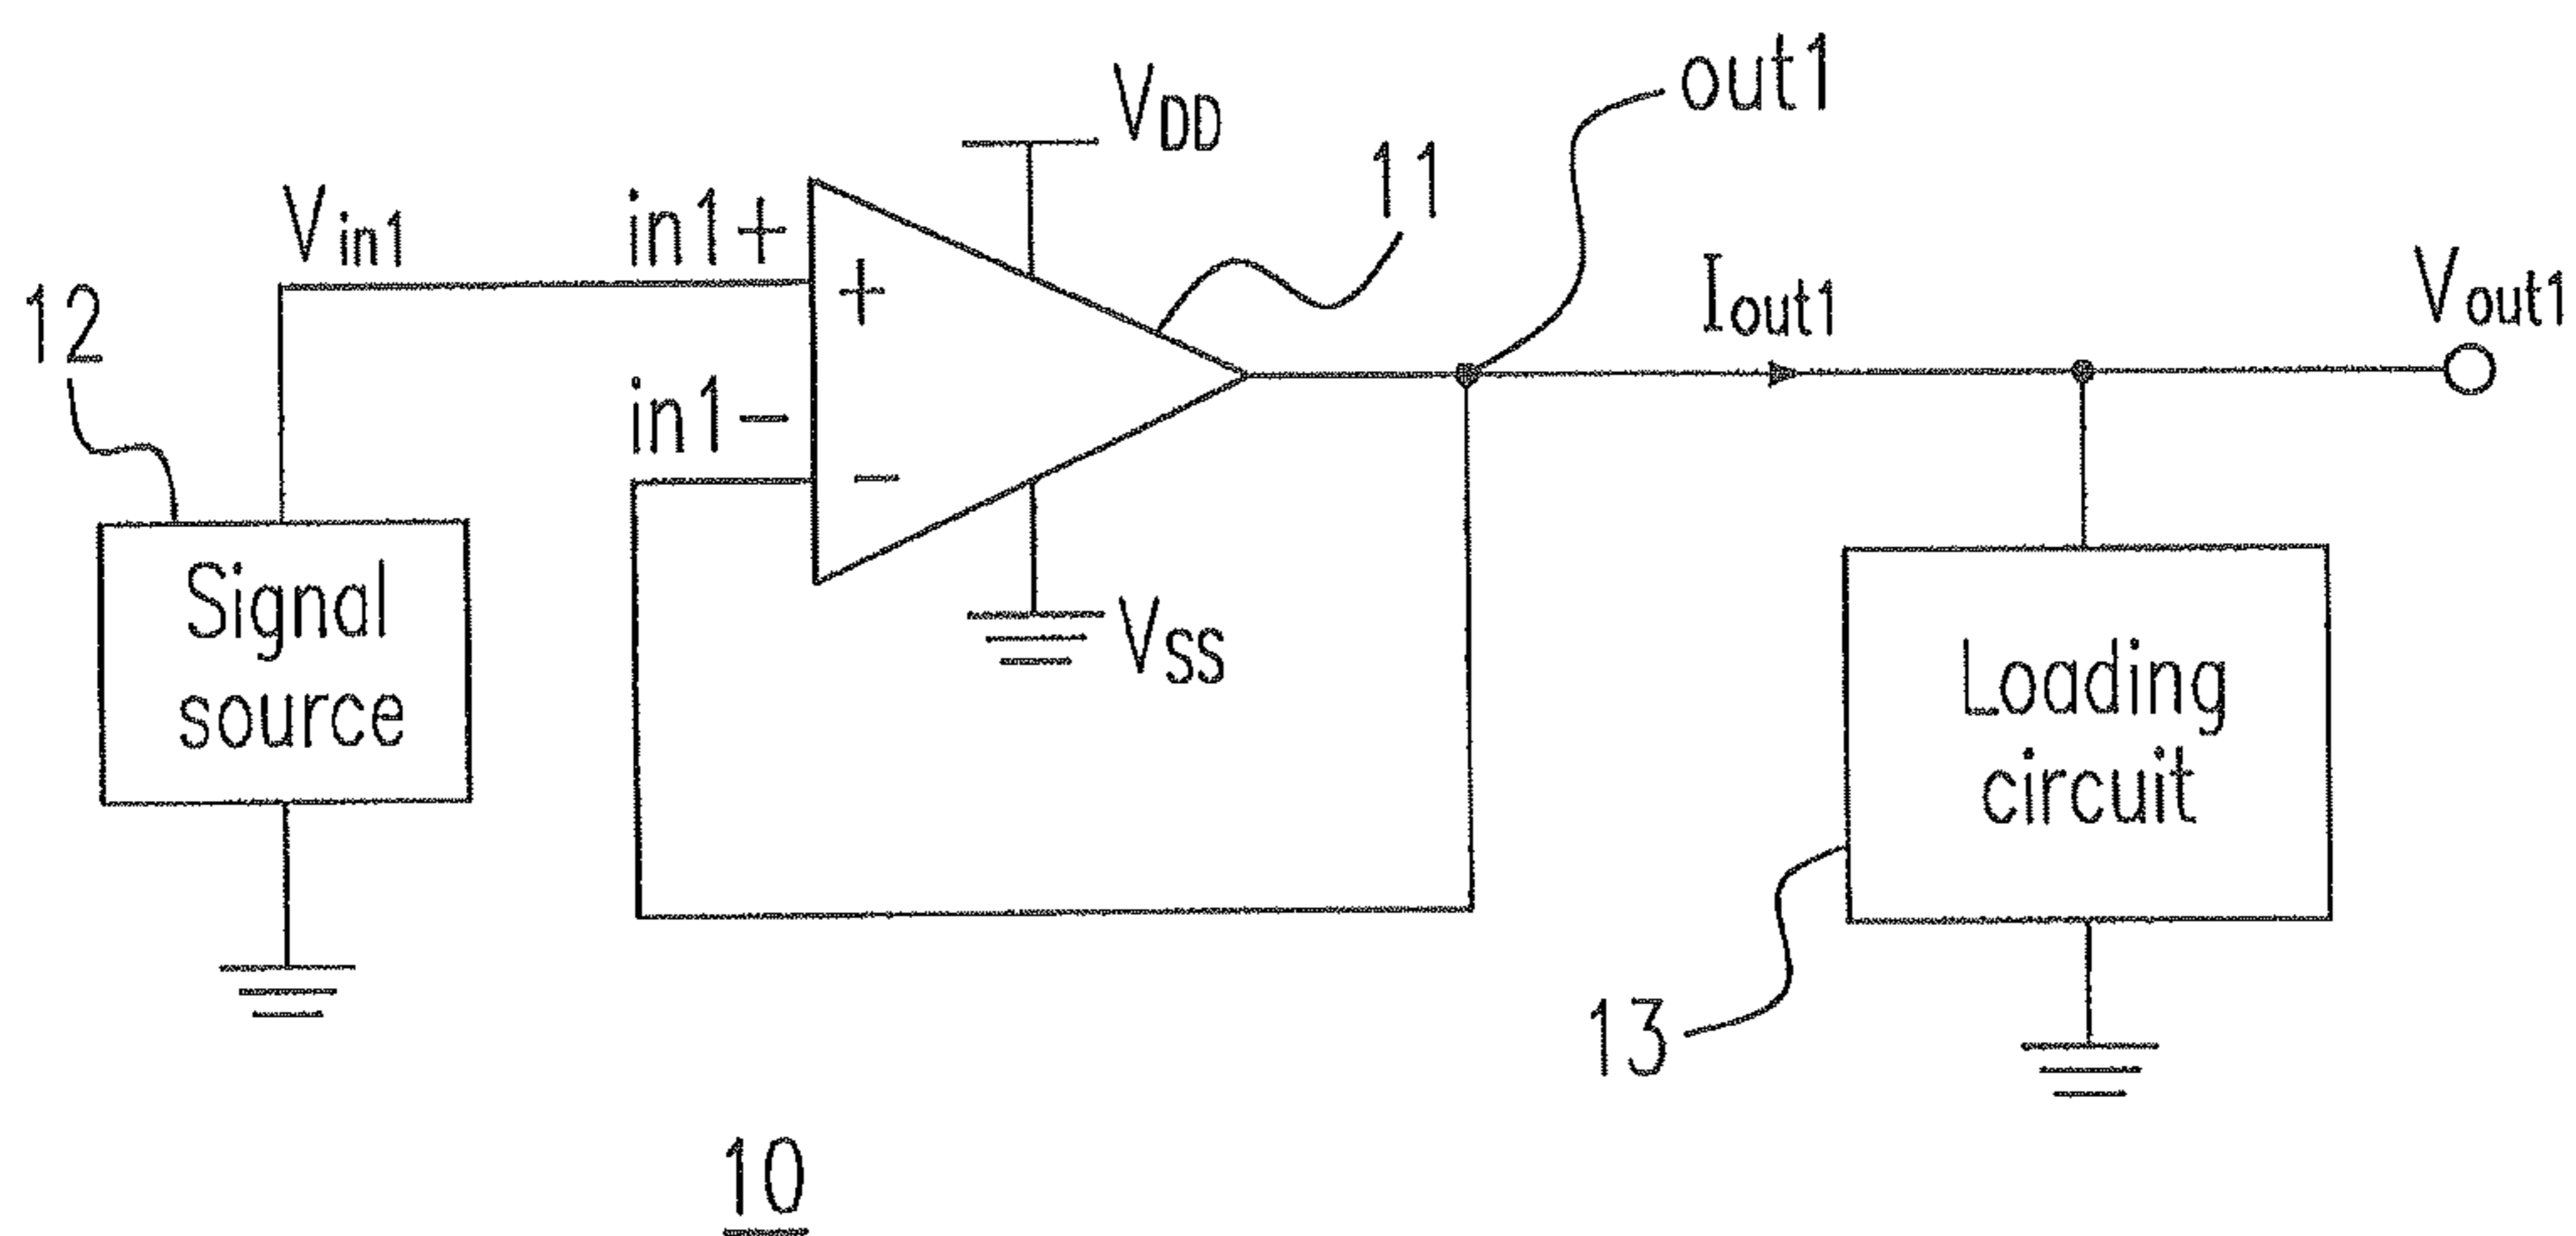 VDD
out1
11
Vin1
in1+
+
12
Iout1
Vout1
in1-
-
Signal
source
VSS
Loading
circuit
13
10